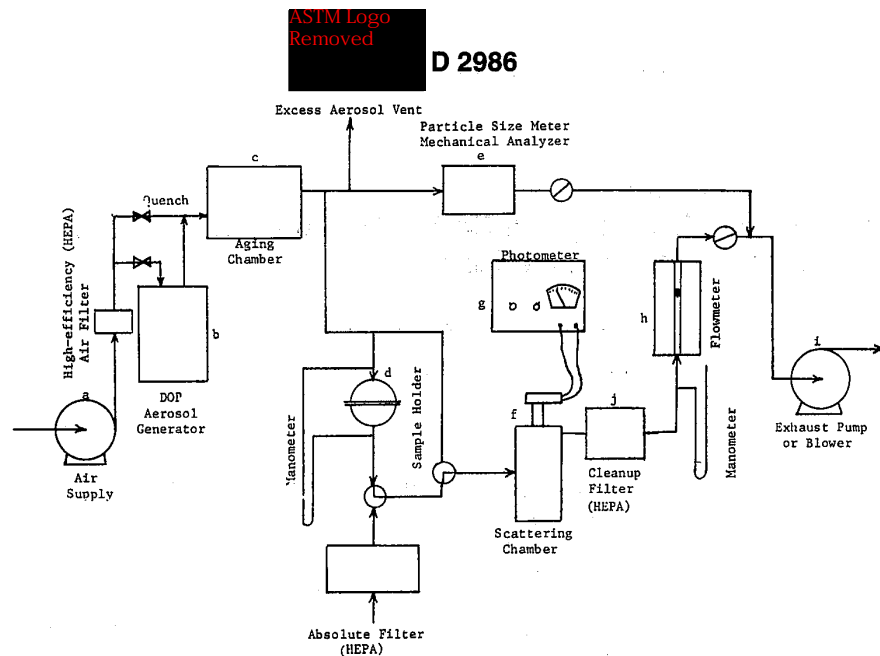 ASTM Logo
Removed
D 2986
Excess Aerosol Vent
Particle Size Meter
Mechanical Analyzer
e
c
Quench
Aging
Chamber
High-efficiency (HEPA)
Air Filter
b
DOP
Aerosol
Generator
a
Air
Supply
Photometer
g
h
Flowmeter
i
Exhaust Pump
or Blower
d
Sample Holder
Manometer
f
j
Cleanup
Filter
(HEPA)
Manometer
Scattering
Chamber
Absolute Filter
(HEPA)